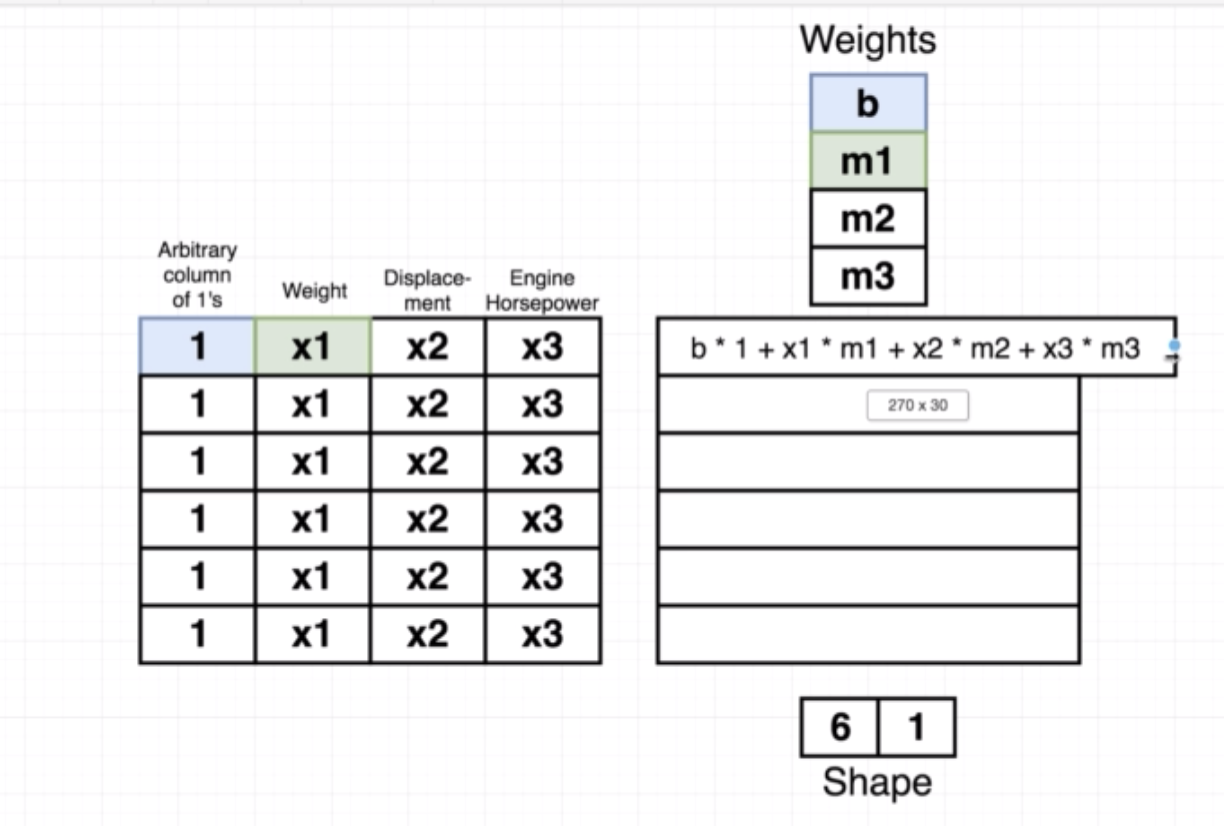 Weights
b
m1
m2
m3
Arbitrary
column
of 1's
Weight
Displace-
ment
Engine
Horsepower
1 x1 x2 x3
b * 1 + x1 * m1 + x2 * m2 + x3 * m3
1 x1 x2 x3
270 x 30
1 x1 x2 x3
1 x1 x2 x3
1 x1 x2 x3
1 x1 x2 x3
6 1
Shape